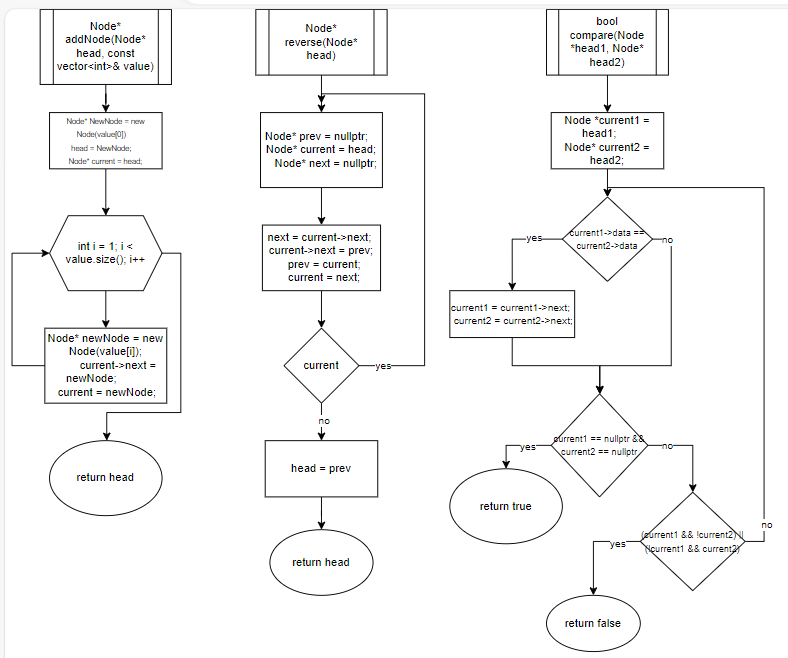 Node*
addNode(Node*
head, const
vector<int>& value)
Node* NewNode = new
Node(value[0])
head = NewNode;
Node* current = head;
int i = 1; i <
value.size(); i++
Node* newNode = new
Node(value[i]);
current->next =
newNode;
current = newNode;
return head
Node*
reverse(Node*
head)
Node* prev = nullptr;
Node* current = head;
Node* next = nullptr;
next = current->next;
current->next = prev;
prev = current;
current = next;
current
yes
no
head = prev
return head
bool
compare(Node
*head1, Node*
head2)
Node *current1 =
head1;
Node* current2 =
head2;
current1->data ==
current2->data
yes
no
current1 = current1->next;
current2 = current2->next;
current1 == nullptr &&
current2 == nullptr
yes
no
return true
(current1 && !current2) ||
(!current1 && current2)
yes
no
return false